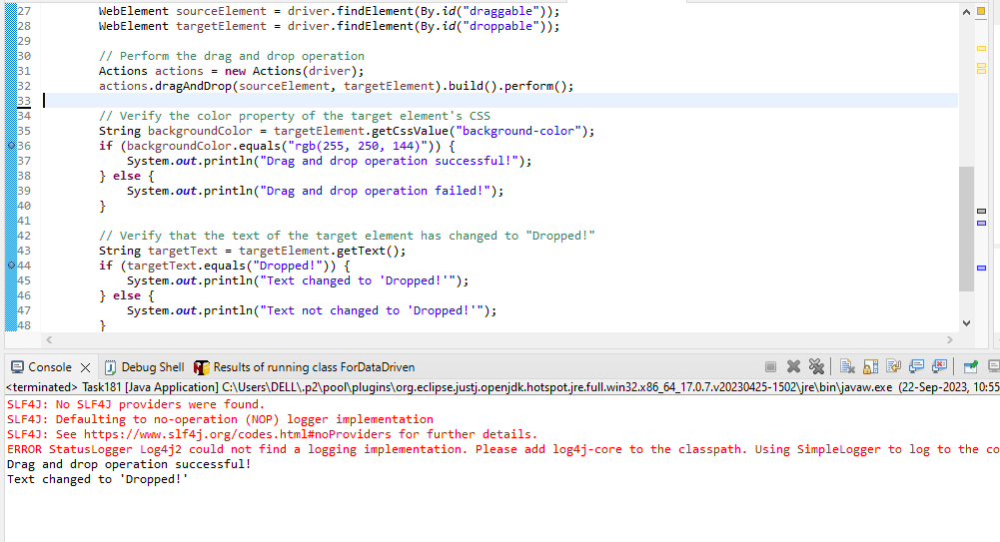 27 WebElement sourceElement = driver.findElement(By.id("draggable"));
28 WebElement targetElement = driver.findElement(By.id("droppable"));
29
30 // Perform the drag and drop operation
31 Actions actions = new Actions(driver);
32 actions.dragAndDrop(sourceElement, targetElement).build().perform();
33
34 // Verify the color property of the target element's CSS
35 String backgroundColor = targetElement.getCssValue("background-color");
36 if (backgroundColor.equals("rgb(255, 250, 144)")) {
37 System.out.println("Drag and drop operation successful!");
38 } else {
39 System.out.println("Drag and drop operation failed!");
40 }
41
42 // Verify that the text of the target element has changed to "Dropped!"
43 String targetText = targetElement.getText();
44 if (targetText.equals("Dropped!")) {
45 System.out.println("Text changed to 'Dropped!'");
46 } else {
47 System.out.println("Text not changed to 'Dropped!'");
48 }
Console Debug Shell Results of running class ForDataDriven
<terminated> Task181 [Java Application] C:\Users\DELL\.p2\pool\plugins\org.eclipse.justj.openjdk.hotspot.jre.full.win32.x86_64_17.0.7.v20230425-1502\jre\bin\javaw.exe (22-Sep-2023, 10:55
SLF4J: No SLF4J providers were found.
SLF4J: Defaulting to no-operation (NOP) logger implementation
SLF4J: See https://www.slf4j.org/codes.html#noProviders for further details.
ERROR StatusLogger Log4j2 could not find a logging implementation. Please add log4j-core to the classpath. Using SimpleLogger to log to the co
Drag and drop operation successful!
Text changed to 'Dropped!'